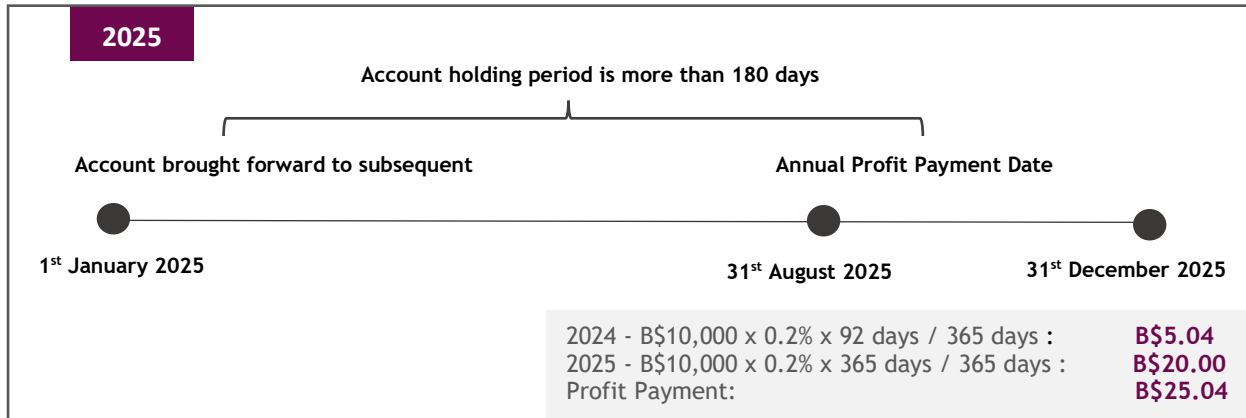 2025
Account holding period is more than 180 days
Account brought forward to subsequent
Annual Profit Payment Date
1st January 2025
31st August 2025
31st December 2025
2024 - B$10,000 x 0.2% x 92 days / 365 days : B$5.04
2025 - B$10,000 x 0.2% x 365 days / 365 days : B$20.00
Profit Payment: B$25.04